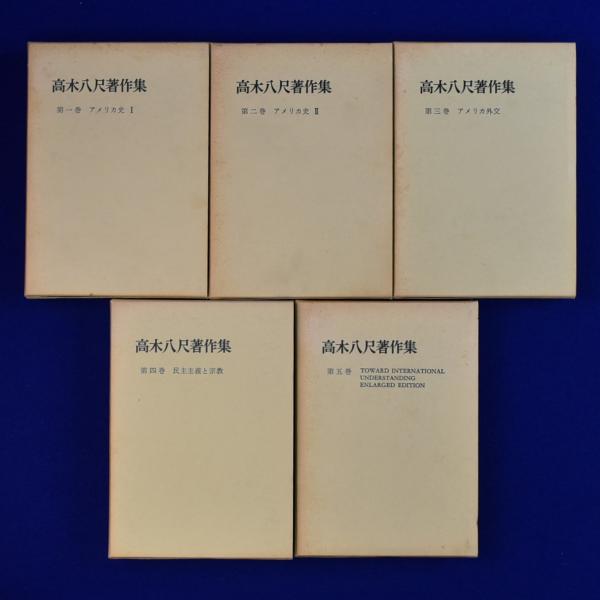 高木八尺著作集
第一巻 アメリカ史 I
高木八尺著作集
第二巻 アメリカ史 II
高木八尺著作集
第三巻 アメリカ外交
高木八尺著作集
第四巻 民主主義と宗教
高木八尺著作集
第五巻 TOWARD INTERNATIONAL
UNDERSTANDING
ENLARGED EDITION